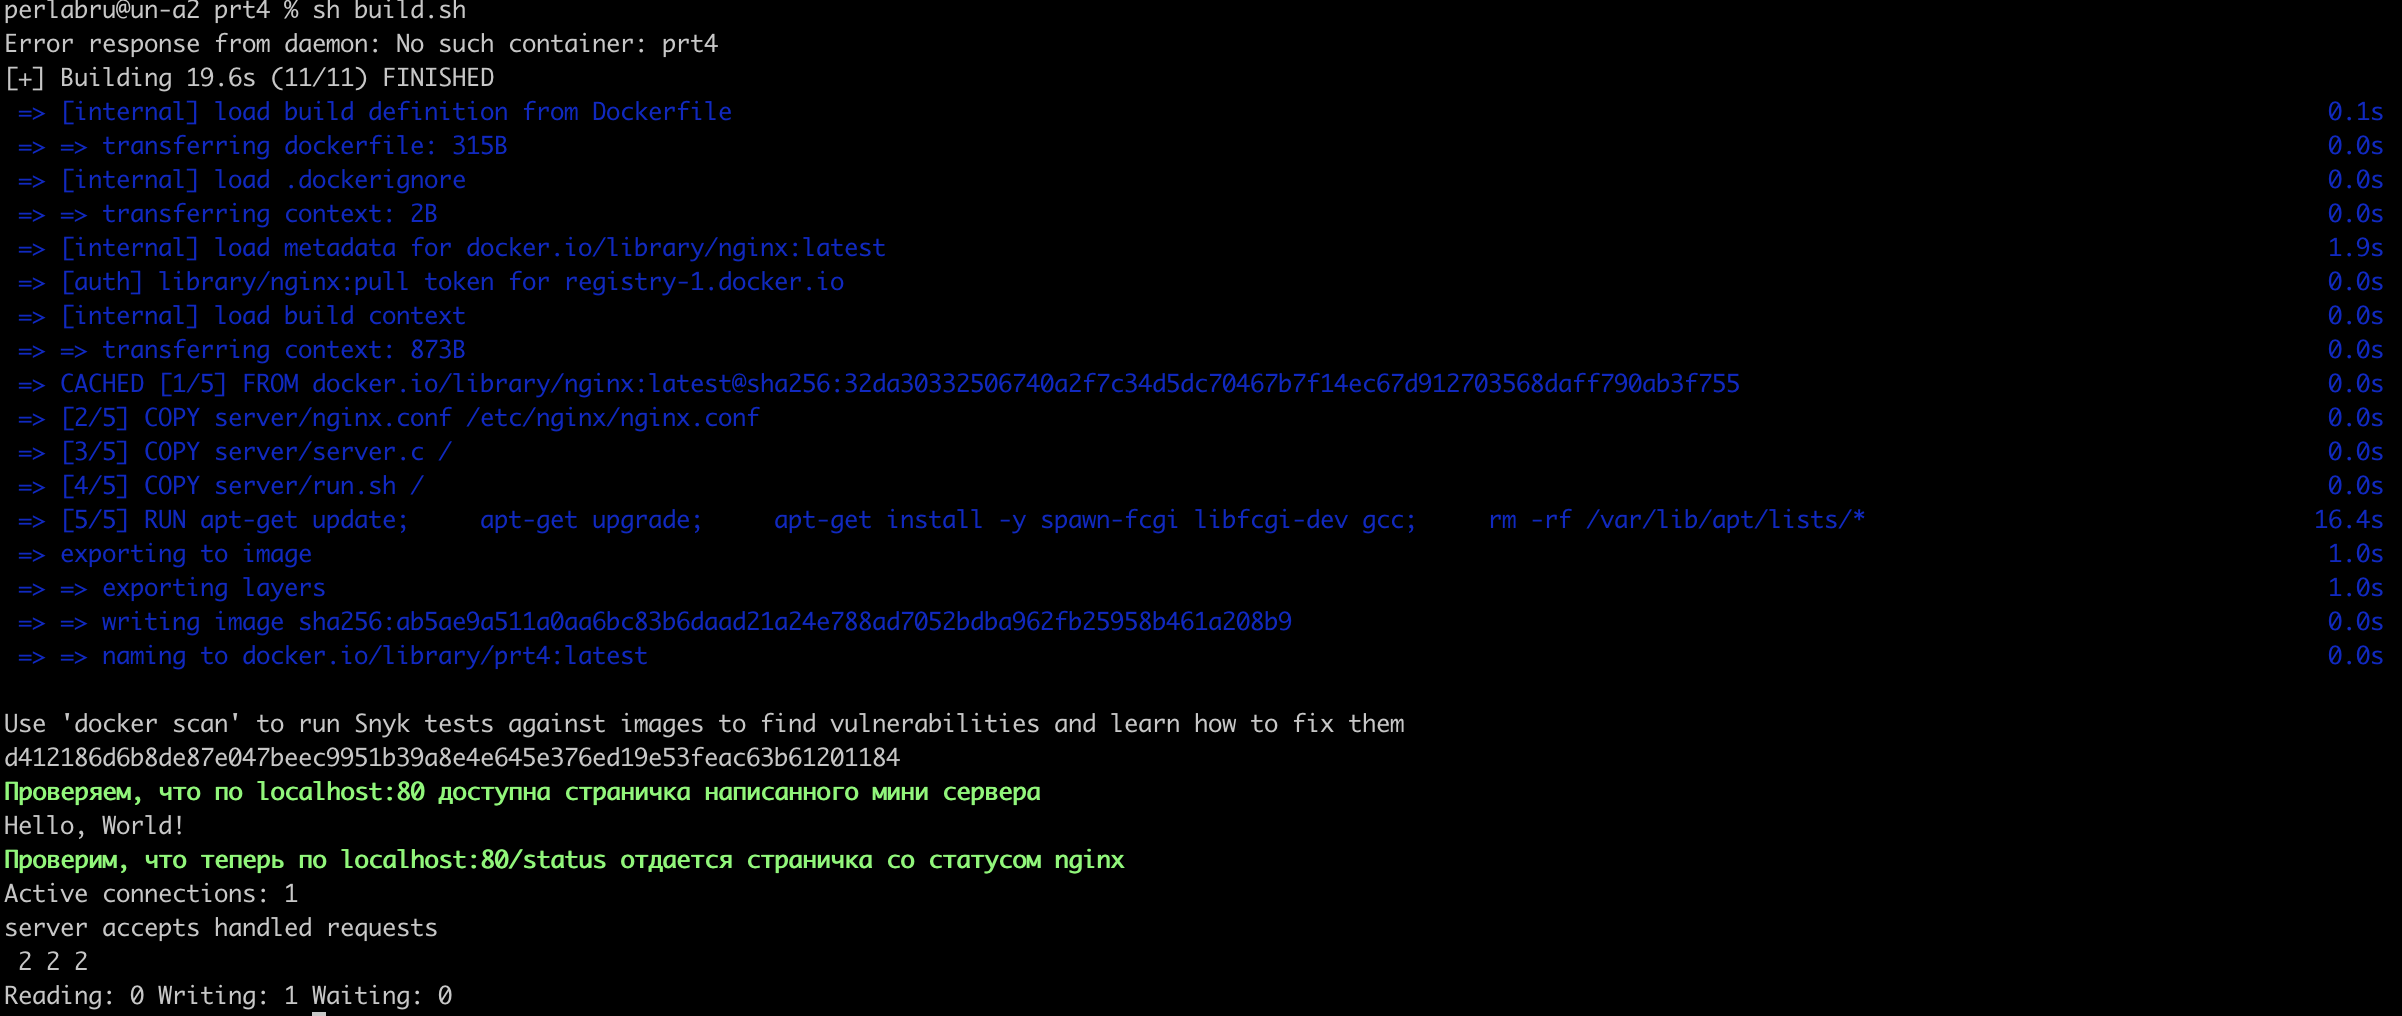 perlabru@un-a2 prt4 % sh build.sh
Error response from daemon: No such container: prt4
[+] Building 19.6s (11/11) FINISHED
=> [internal] load build definition from Dockerfile 0.1s
=> => transferring dockerfile: 315B 0.0s
=> [internal] load .dockerignore 0.0s
=> => transferring context: 2B 0.0s
=> [internal] load metadata for docker.io/library/nginx:latest 1.9s
=> [auth] library/nginx:pull token for registry-1.docker.io 0.0s
=> [internal] load build context 0.0s
=> => transferring context: 873B 0.0s
=> CACHED [1/5] FROM docker.io/library/nginx:latest@sha256:32da30332506740a2f7c34d5dc70467b7f14ec67d912703568daff790ab3f755 0.0s
=> [2/5] COPY server/nginx.conf /etc/nginx/nginx.conf 0.0s
=> [3/5] COPY server/server.c / 0.0s
=> [4/5] COPY server/run.sh / 0.0s
=> [5/5] RUN apt-get update;     apt-get upgrade;     apt-get install -y spawn-fcgi libfcgi-dev gcc;     rm -rf /var/lib/apt/lists/* 16.4s
=> exporting to image 1.0s
=> => exporting layers 1.0s
=> => writing image sha256:ab5ae9a511a0aa6bc83b6daad21a24e788ad7052bdba962fb25958b461a208b9 0.0s
=> => naming to docker.io/library/prt4:latest 0.0s
Use 'docker scan' to run Snyk tests against images to find vulnerabilities and learn how to fix them
d412186d6b8de87e047beec9951b39a8e4e645e376ed19e53feac63b61201184
Проверяем, что по localhost:80 доступна страничка написанного мини сервера
Hello, World!
Проверим, что теперь по localhost:80/status отдается страничка со статусом nginx
Active connections: 1
server accepts handled requests
2 2 2
Reading: 0 Writing: 1 Waiting: 0